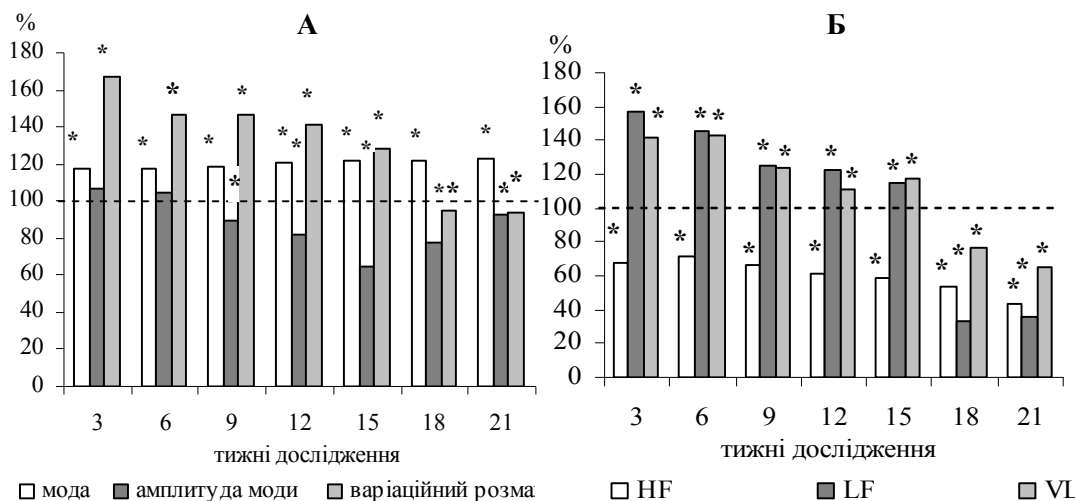 %
А
180
160
140
120
100
80
60
40
20
0
3 6 9 12 15 18 21
тижні дослідження
мода амплитуда моди варіаційний розма
%
Б
180
160
140
120
100
80
60
40
20
0
3 6 9 12 15 18 21
тижні дослідження
HF LF VL
* * * * * * * * * * * * * * * * * *
* * * * * * * * * * * * * * * * * * * * *